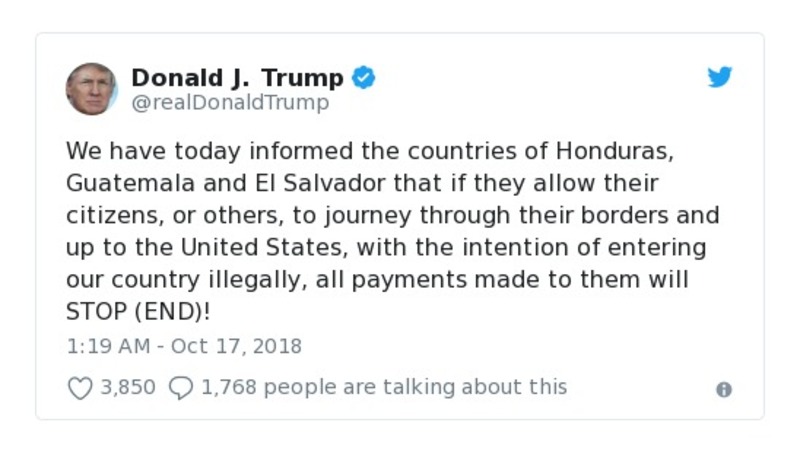 Donald J. Trump
@realDonaldTrump
We have today informed the countries of Honduras,
Guatemala and El Salvador that if they allow their
citizens, or others, to journey through their borders and
up to the United States, with the intention of entering
our country illegally, all payments made to them will
STOP (END)!
1:19 AM - Oct 17, 2018
3,850 1,768 people are talking about this